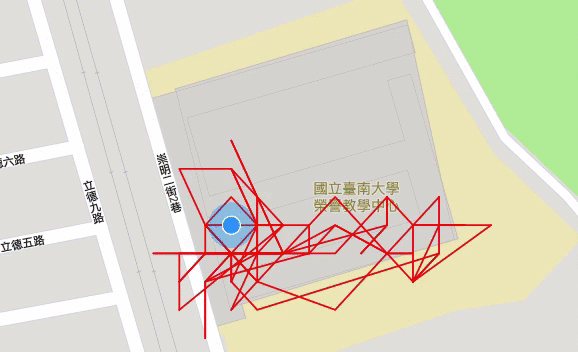 國立臺南大學
榮譽教學中心
崇明二街2巷
立德九路
德六路
立德五路